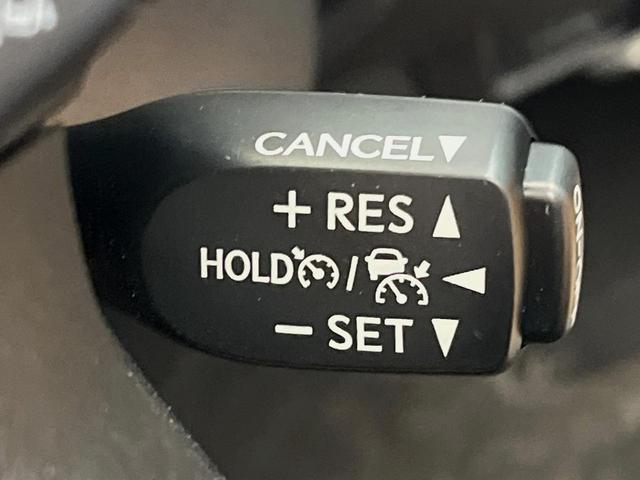 CANCEL▼
+ RES ▲
HOLD / ◀
− SET ▼